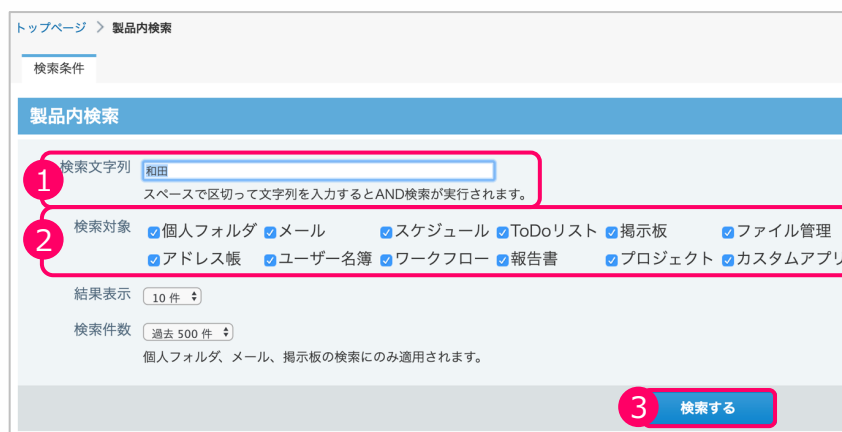 トップページ > 製品内検索
検索条件
製品内検索
1 検索文字列 和田
スペースで区切って文字列を入力するとAND検索が実行されます。
2 検索対象 個人フォルダ メール スケジュール ToDoリスト 掲示板 ファイル管理
アドレス帳 ユーザー名簿 ワークフロー 報告書 プロジェクト カスタムアプリ
結果表示 10 件
検索件数 過去 500 件
個人フォルダ、メール、掲示板の検索にのみ適用されます。
3 検索する